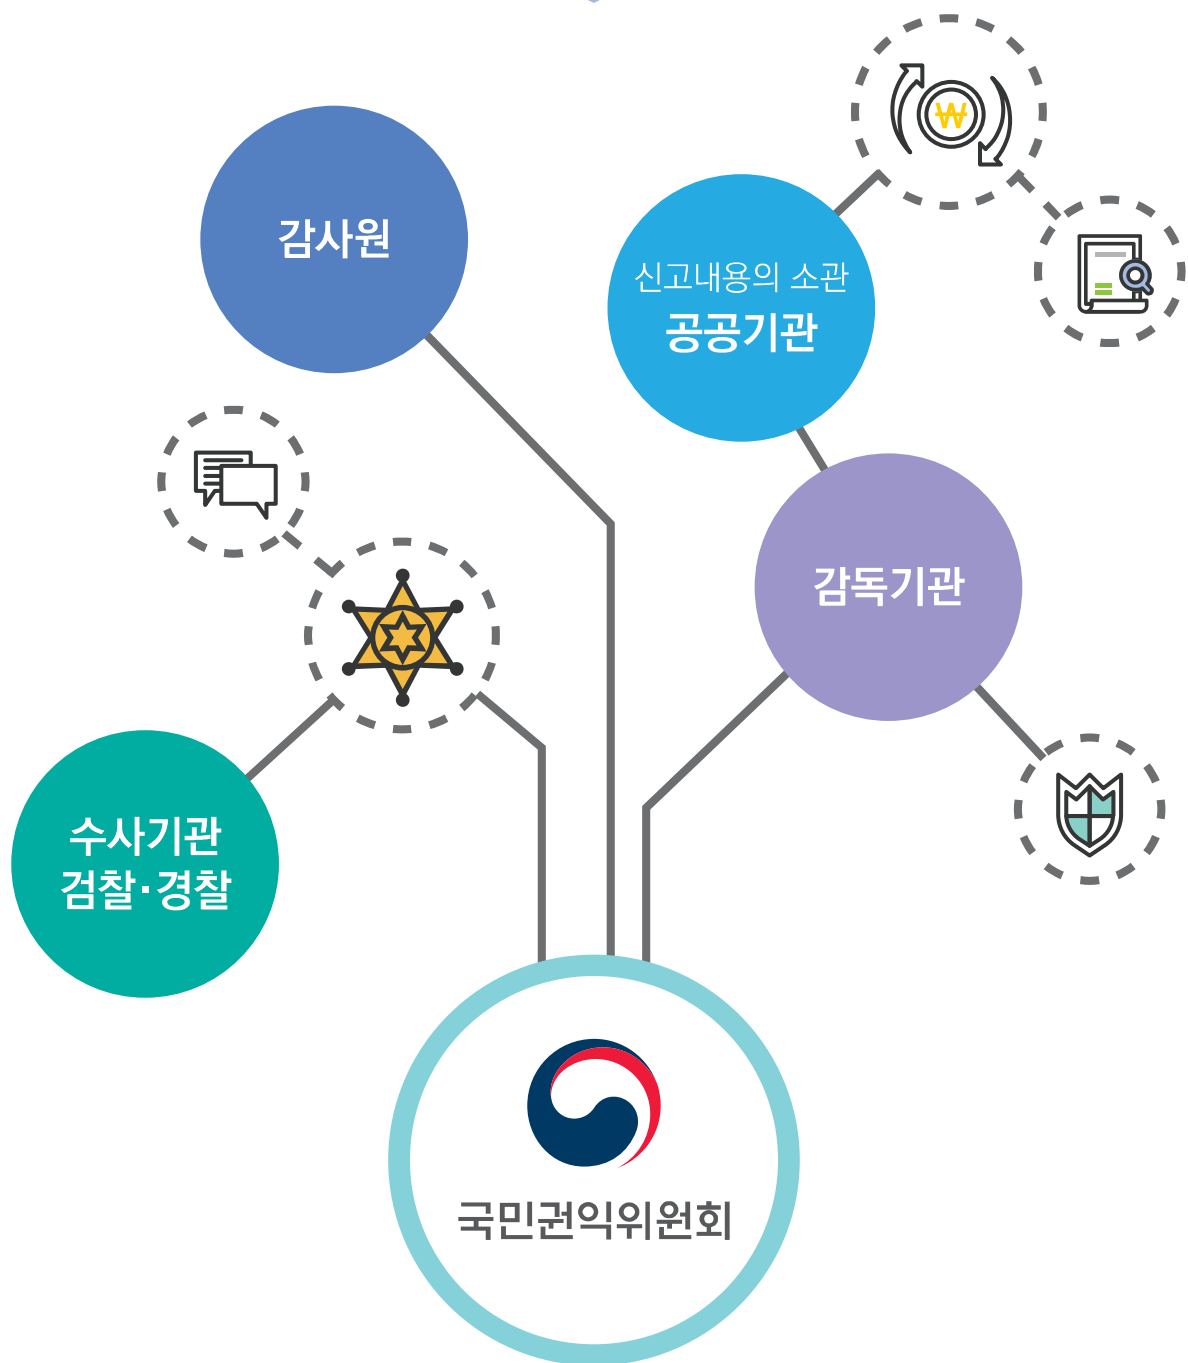 감사원
신고내용의 소관
공공기관
감독기관
수사기관
검찰·경찰
국민권익위원회